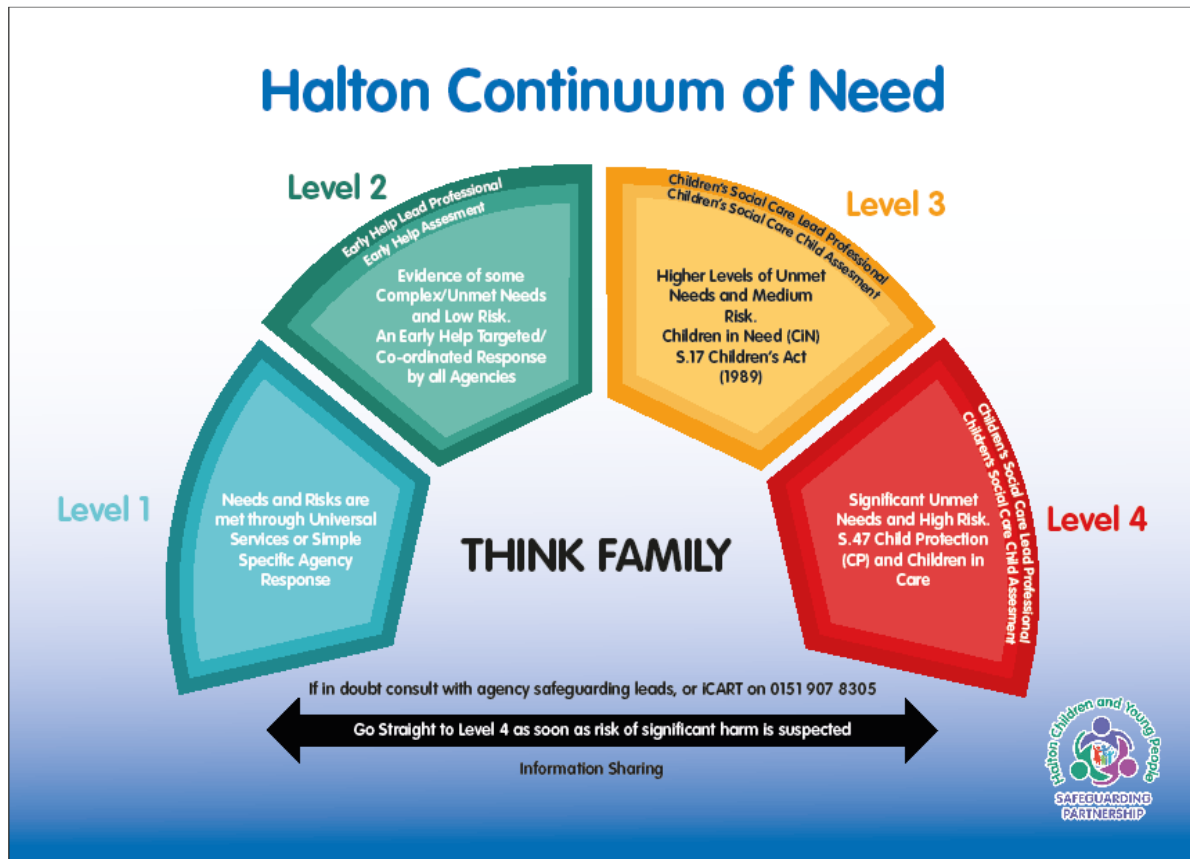 Halton Continuum of Need
Level 1
Needs and Risks are
met through Universal
Services or Simple
Specific Agency
Response
Level 2
Early Help Lead Professional
Early Help Assesment
Evidence of some
Complex/Unmet Needs
and Low Risk.
An Early Help Targeted/
Co-ordinated Response
by all Agencies
Level 3
Children's Social Care Lead Professional
Children's Social Care Child Assesment
Higher Levels of Unmet
Needs and Medium
Risk.
Children in Need (CiN)
S.17 Children's Act
(1989)
Level 4
Children's Social Care Lead Professional
Children's Social Care Child Assesment
Significant Unmet
Needs and High Risk.
S.47 Child Protection
(CP) and Children in
Care
THINK FAMILY
If in doubt consult with agency safeguarding leads, or iCART on 0151 907 8305
Go Straight to Level 4 as soon as risk of significant harm is suspected
Information Sharing
Halton Children and Young People
SAFEGUARDING
PARTNERSHIP